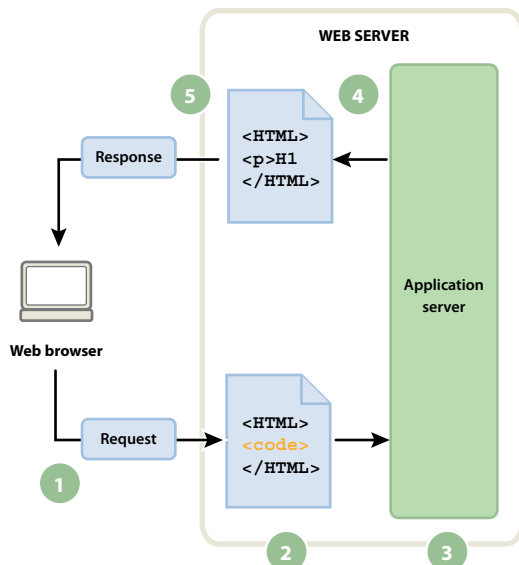 WEB SERVER
5
4
<HTML>
<p>H1
</HTML>
Response
Application
server
Web browser
<HTML>
<code>
</HTML>
Request
1
2
3